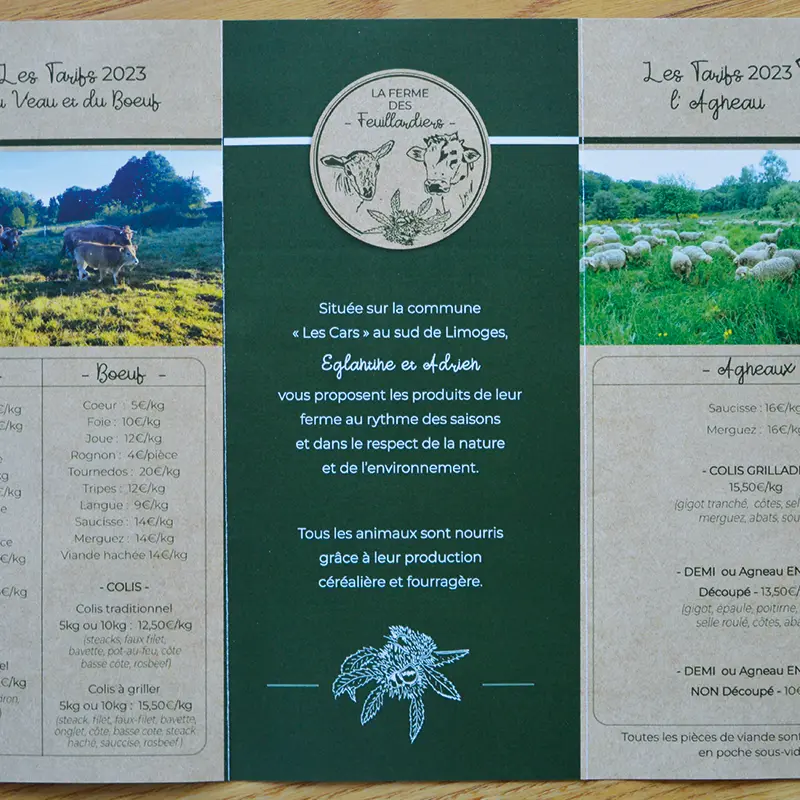 Les Tarifs 2023
u Veau et du Boeuf
- Boeuf -
€/kg
€/kg
Coeur : 5€/kg
Foie : 10€/kg
Joue : 12€/kg
Rognon : 4€/pièce
Tournedos : 20€/kg
Tripes : 12€/kg
Langue : 9€/kg
Saucisse : 14€/kg
Merguez : 14€/kg
Viande hachée 14€/kg
- COLIS -
Colis traditionnel
5kg ou 10kg : 12,50€/kg
(steacks, faux filet,
bavette, pot-au-feu, côte
basse côte, rosbeef)
Colis à griller
5kg ou 10kg : 15,50€/kg
(steack, filet, faux-filet, bavette,
onglet, côte, basse cote, steack
haché, sauccise, rosbeef)
LA FERME
DES
- Feuillardiers -
Située sur la commune
« Les Cars » au sud de Limoges,
Eglantine et Adrien
vous proposent les produits de leur
ferme au rythme des saisons
et dans le respect de la nature
et de l'environnement.
Tous les animaux sont nourris
grâce à leur production
céréalière et fourragère.
Les Tarifs 2023
l' Agneau
- Agneaux
Saucisse : 16€/kg
Merguez : 16€/kg
- COLIS GRILLAD
15,50€/kg
(gigot tranché, côtes, sel
merguez, abats, sou
- DEMI ou Agneau EN
Découpé - 13,50€/
(gigot, épaule, poitirne,
selle roulé, côtes, aba
- DEMI ou Agneau EN
NON Découpé - 10€
Toutes les pièces de viande sont
en poche sous-vid